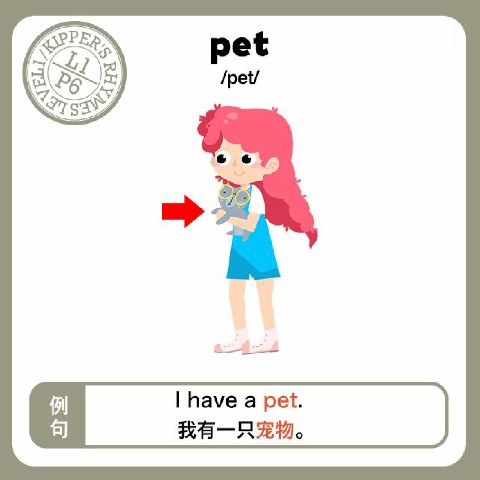 LEVEL1/KIPPER'S RHYMES
L1
P6
pet
/pet/
例句
I have a pet.
我有一只宠物。